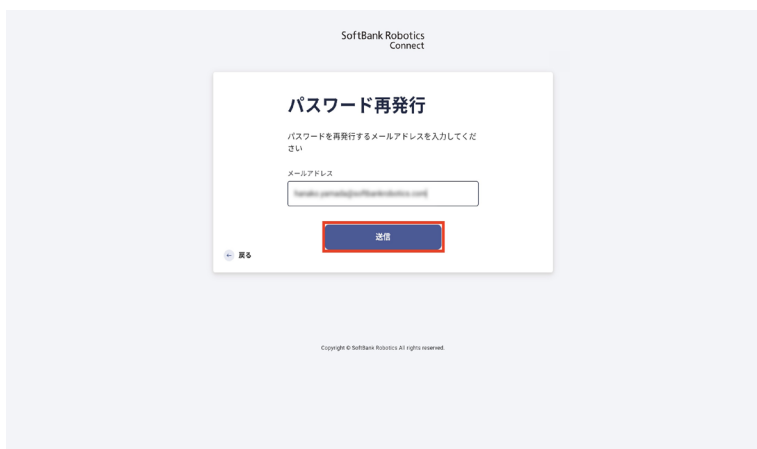 SoftBank Robotics
Connect
パスワード再発行
パスワードを再発行するメールアドレスを入力してくだ
さい
メールアドレス
送信
← 戻る
Copyright © SoftBank Robotics All rights reserved.